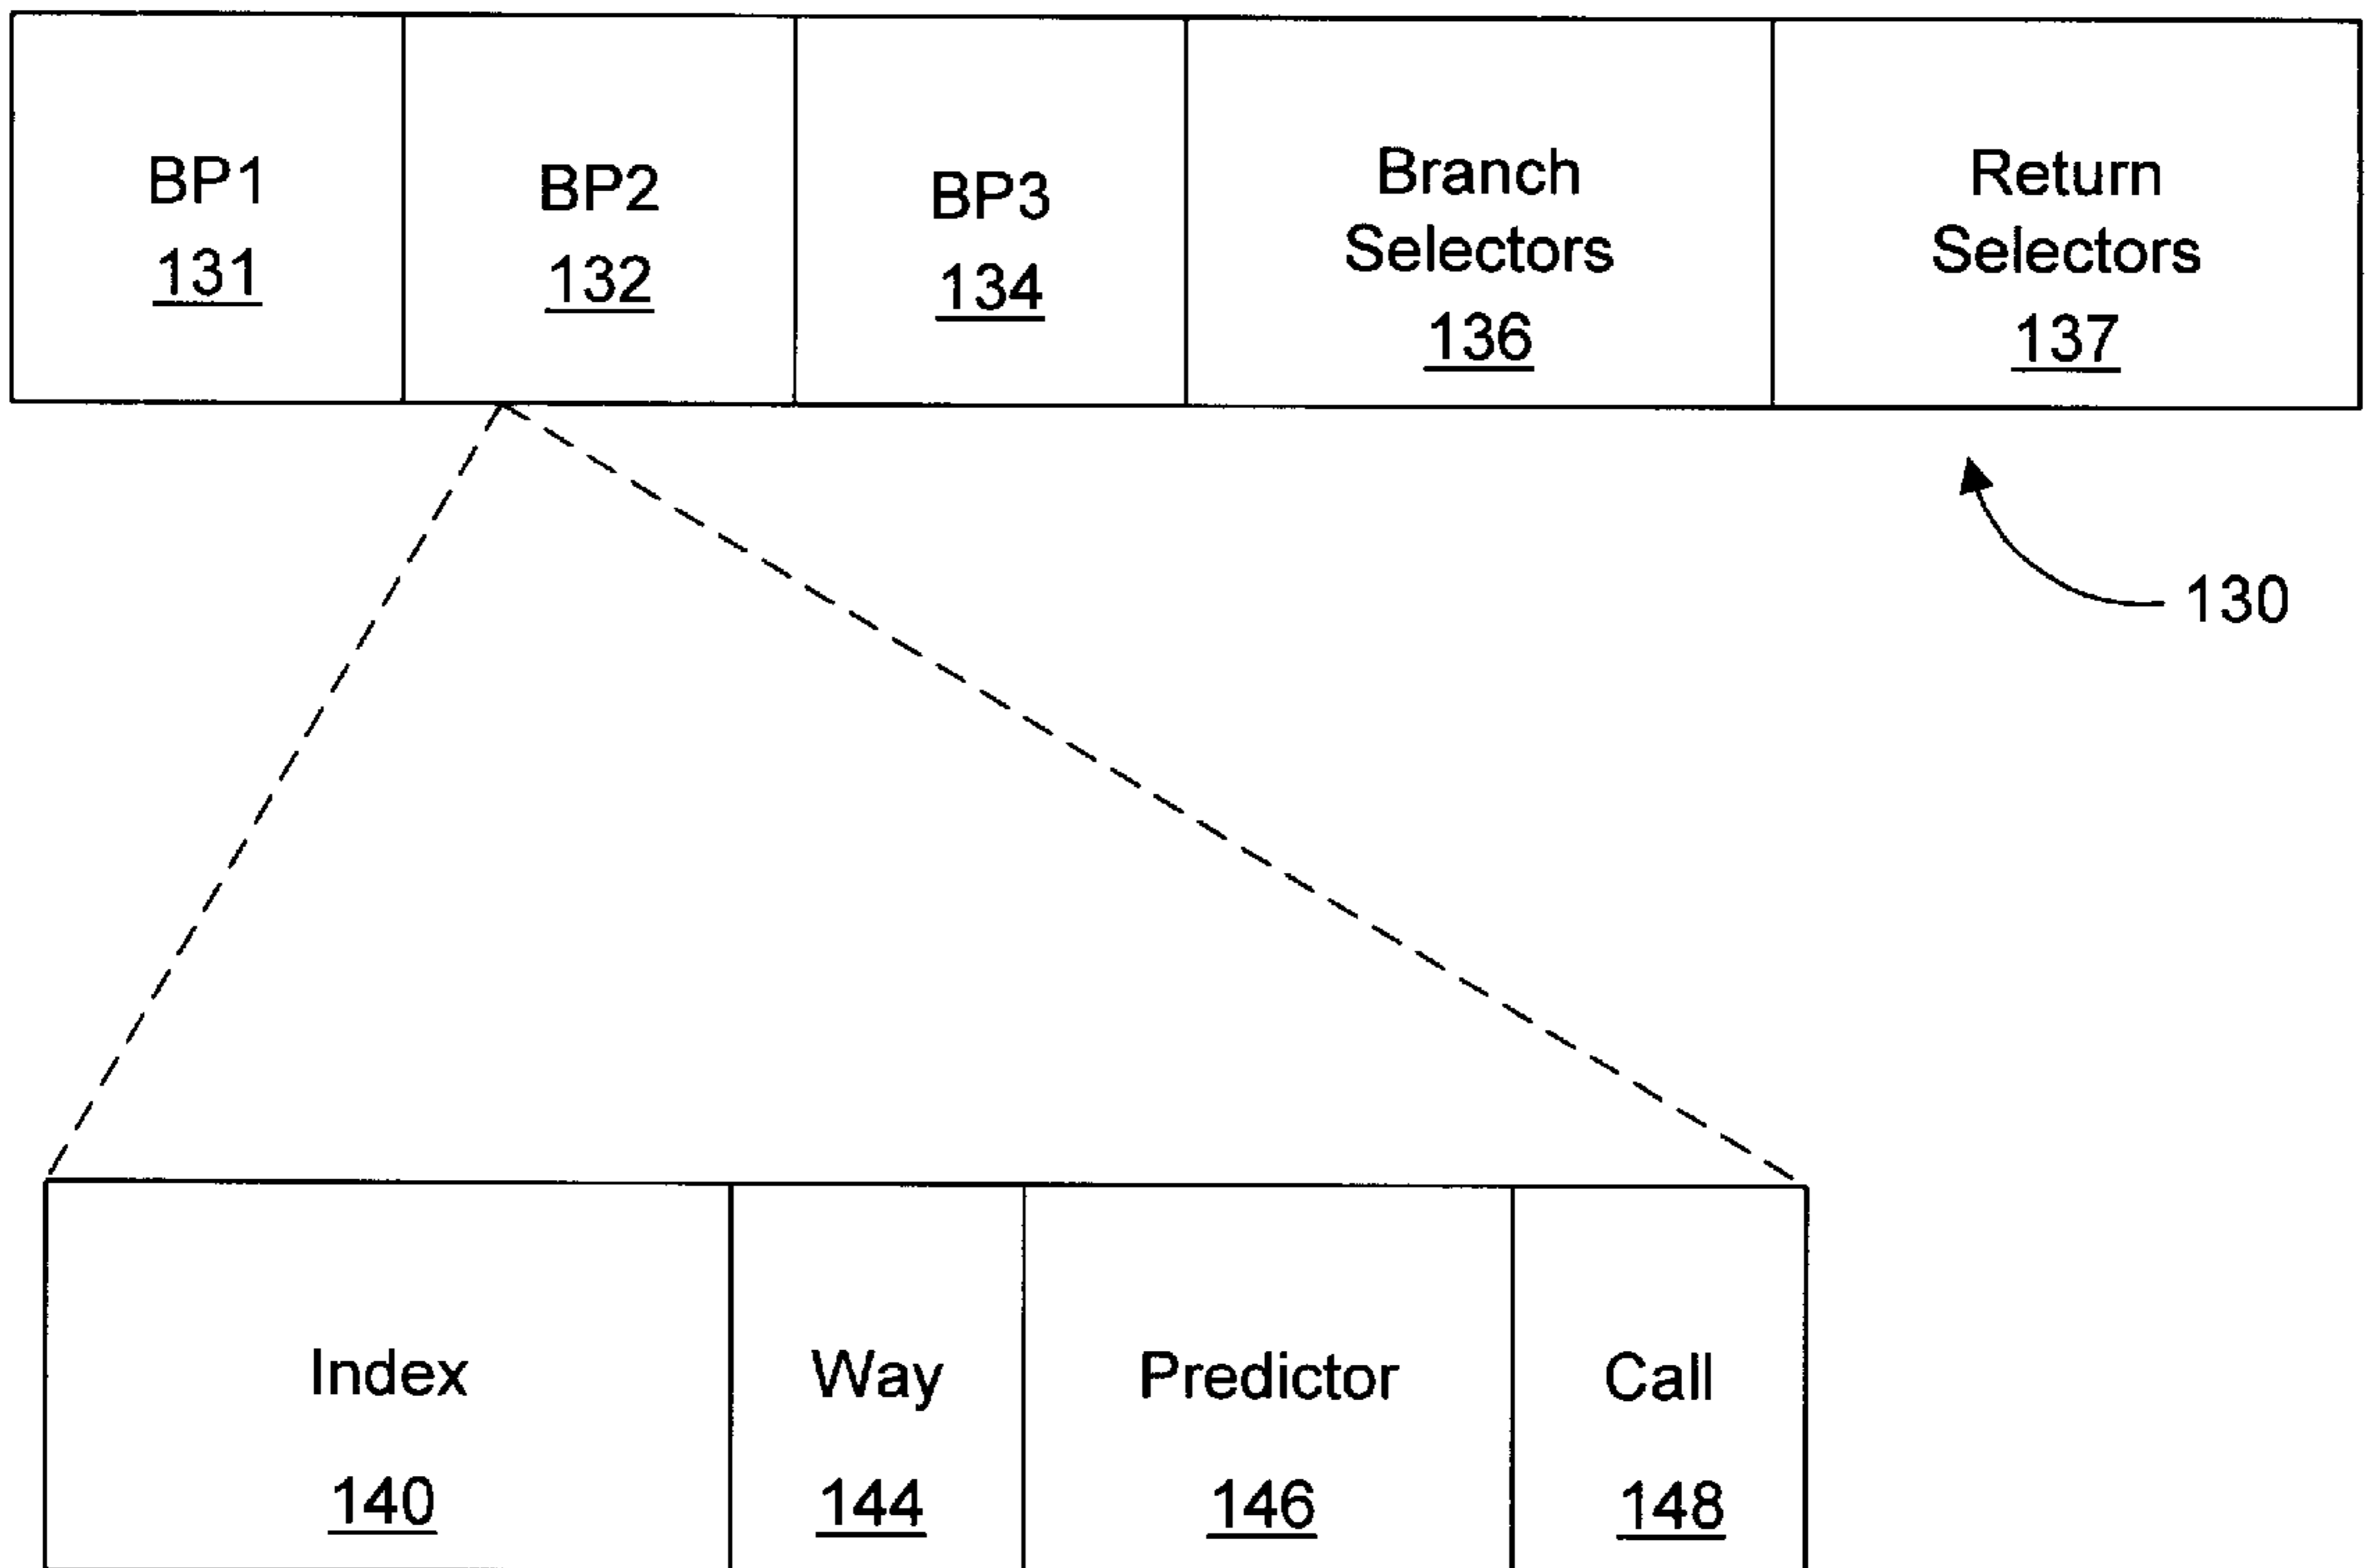 BP1
131
BP2
132
BP3
134
Branch
Selectors
136
Return
Selectors
137
130
Index
140
Way
144
Predictor
146
Call
148